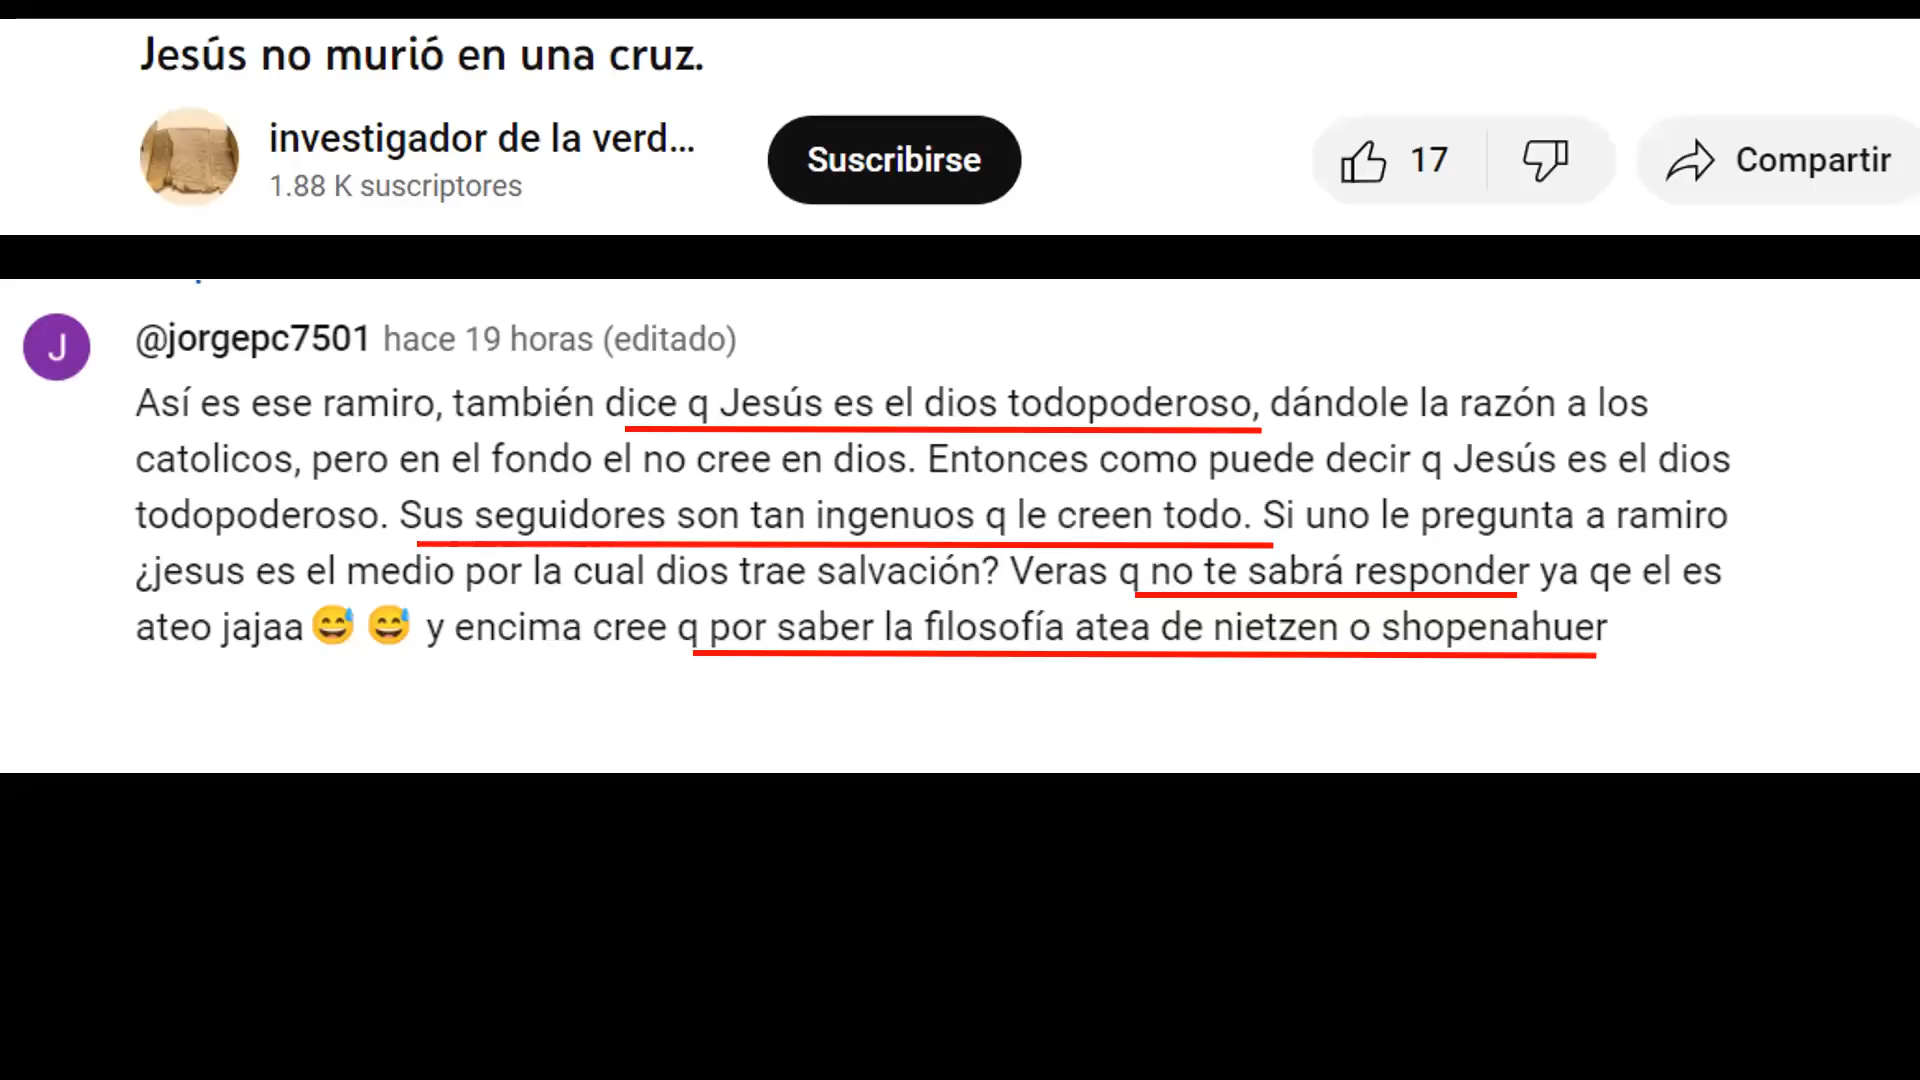 Jesús no murió en una cruz.
investigador de la verd...
1.88 K suscriptores
Suscribirse
17
Compartir
J
@jorgepc7501 hace 19 horas (editado)
Así es ese ramiro, también dice q Jesús es el dios todopoderoso, dándole la razón a los
catolicos, pero en el fondo el no cree en dios. Entonces como puede decir q Jesús es el dios
todopoderoso. Sus seguidores son tan ingenuos q le creen todo. Si uno le pregunta a ramiro
¿jesus es el medio por la cual dios trae salvación? Veras q no te sabrá responder ya qe el es
ateo jajaa😅 😅 y encima cree q por saber la filosofía atea de nietzen o shopenahuer